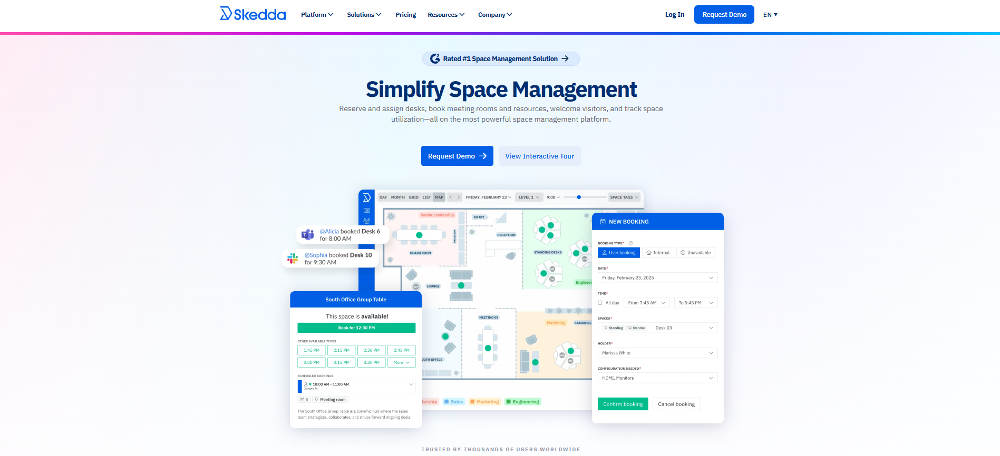 Skedda
Platform
Solutions
Pricing
Resources
Company
Log In
Request Demo
EN
Rated #1 Space Management Solution
Simplify Space Management
Reserve and assign desks, book meeting rooms and resources, welcome visitors, and track space
utilization—all on the most powerful space management platform.
Request Demo
View Interactive Tour
DAY MONTH GRID LIST MAP
FRIDAY, FEBRUARY 23
LEVEL 1
9:00
SPACE TAGS
Senior Leadership
PROJECTOR
BOARD ROOM
ENTRY
RECEPTION
STANDING DESKS
LOUNGE
Engineer
MEETING 02
Marketing
STANDING
OUTH OFFICE
dership
Sales
Marketing
Engineering
@Alicia booked Desk 6
for 8:00 AM
@Sophia booked Desk 10
for 9:30 AM
South Office Group Table
This space is available!
Book for 12:30 PM
OTHER AVAILABLE TIMES
1:45 PM 2:15 PM 2:30 PM 2:45 PM
3:00 PM 3:15 PM 3:30 PM More
SCHEDULED BOOKINGS
10:00 AM - 11:00 AM
James M.
4 Meeting room
The South Office Group Table is a dynamic hub where the sales
team strategizes, collaborates, and drives forward ongoing deals.
NEW BOOKING
BOOKING TYPE*
User booking Internal Unavailable
DATE*
Friday, February 23, 2025
TIME*
All day From 7:45 AM To 5:45 PM
SPACES*
Standing Monitor Desk 03
HOLDER*
Marissa White
CONFIGURATION NEEDED*
HDMI, Monitors
Confirm booking Cancel booking
TRUSTED BY THOUSANDS OF USERS WORLDWIDE